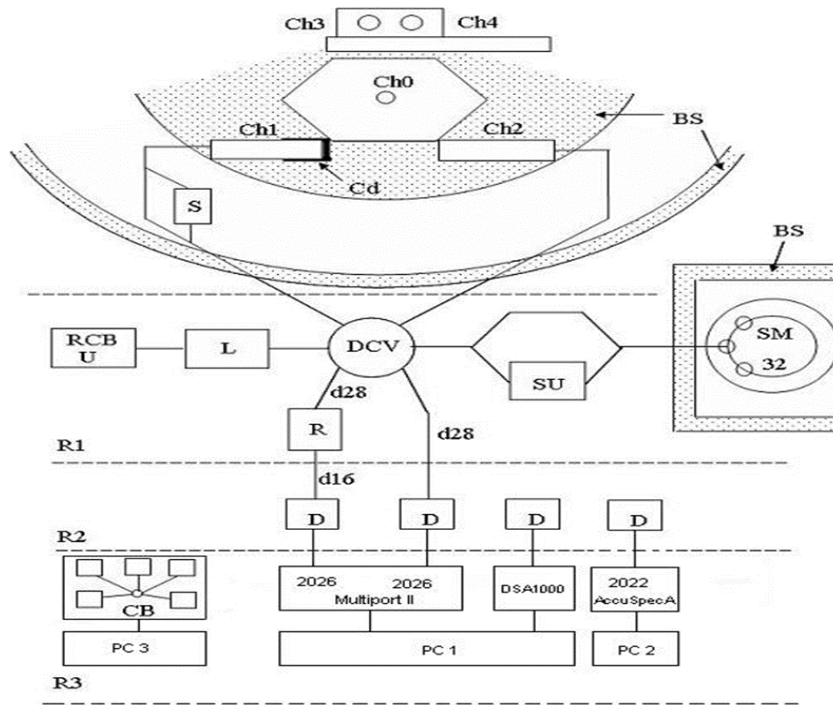 Ch3 Ch4
Ch0
BS
Ch1 Ch2
Cd
S
BS
RCB
U
L
DCV
SU
SM
32
d28
R
d28
R1
d16
D D D D
R2
2026 2026
Multiport II
DSA1000
2022
AccuSpecA
CB
PC 3
PC 1
PC 2
R3